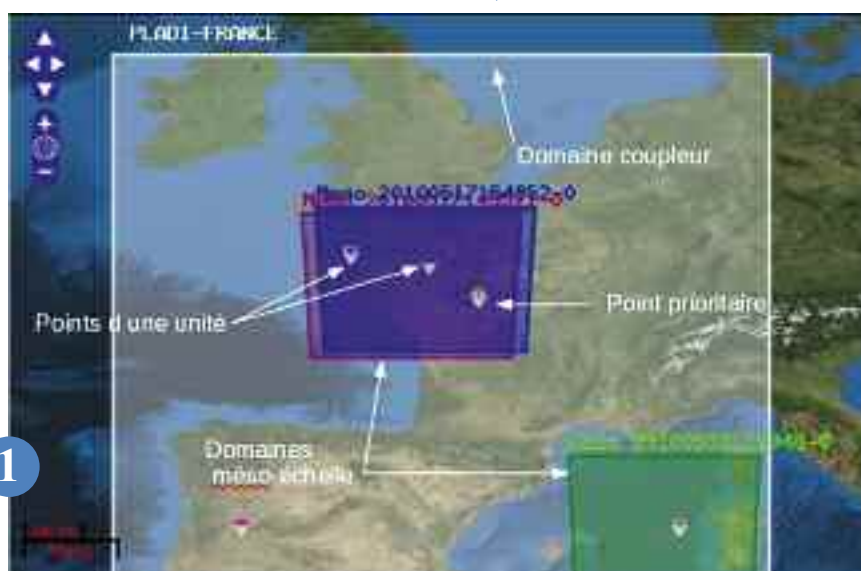 PLADI-FRANCE
Domaine coupleur
Points d'une unité
Point prioritaire
Domaines
méso-échelle
1